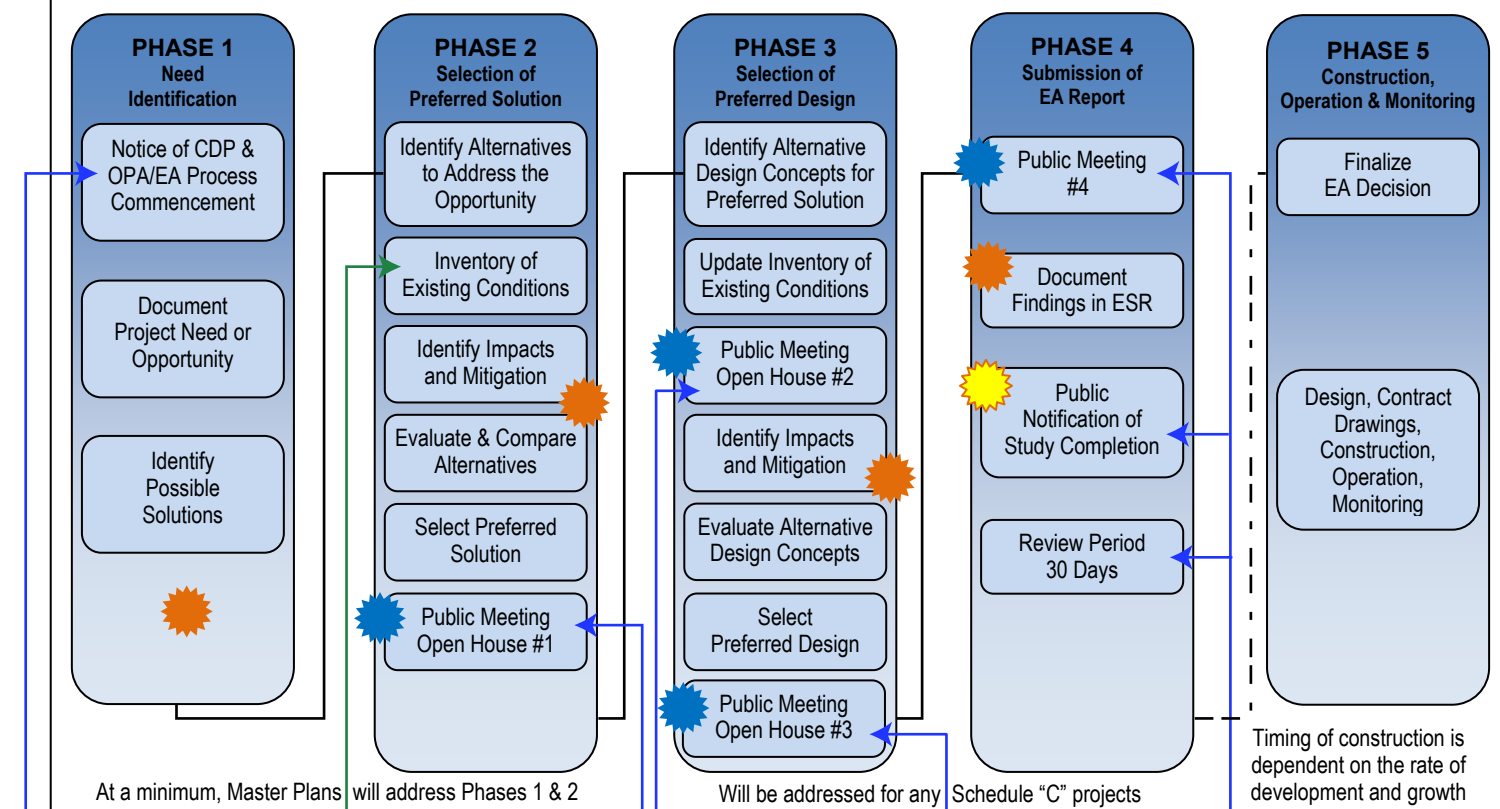 PHASE 1
Need
Identification
Notice of CDP &
OPA/EA Process
Commencement
Document
Project Need or
Opportunity
Identify
Possible
Solutions
PHASE 2
Selection of
Preferred Solution
Identify Alternatives
to Address the
Opportunity
Inventory of
Existing Conditions
Identify Impacts
and Mitigation
Evaluate & Compare
Alternatives
Select Preferred
Solution
Public Meeting
Open House #1
PHASE 3
Selection of
Preferred Design
Identify Alternative
Design Concepts for
Preferred Solution
Update Inventory of
Existing Conditions
Public Meeting
Open House #2
Identify Impacts
and Mitigation
Evaluate Alternative
Design Concepts
Select
Preferred Design
Public Meeting
Open House #3
PHASE 4
Submission of
EA Report
Public Meeting
#4
Document
Findings in ESR
Public
Notification of
Study Completion
Review Period
30 Days
PHASE 5
Construction,
Operation & Monitoring
Finalize
EA Decision
Design, Contract
Drawings,
Construction,
Operation,
Monitoring
At a minimum, Master Plans will address Phases 1 & 2
Will be addressed for any Schedule “C” projects
Timing of construction is
dependent on the rate of
development and growth